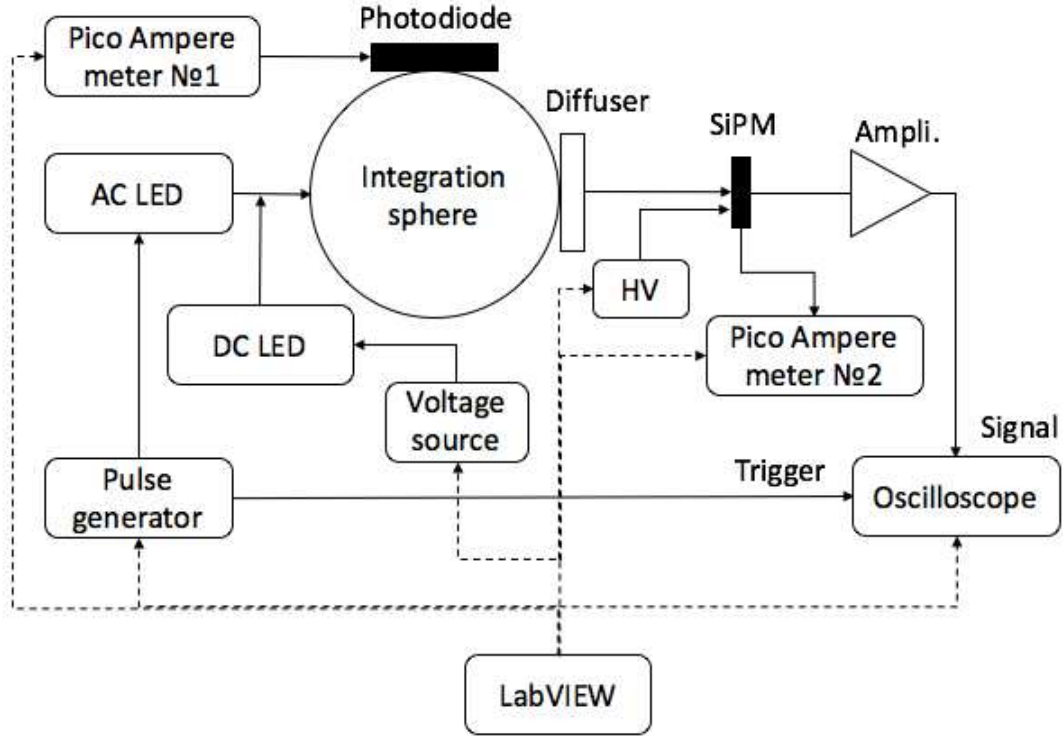 Photodiode
Pico Ampere
meter №1
Diffuser
SiPM
Ampli.
AC LED
Integration
sphere
HV
DC LED
Pico Ampere
meter №2
Voltage
source
Signal
Trigger
Pulse
generator
Oscilloscope
LabVIEW